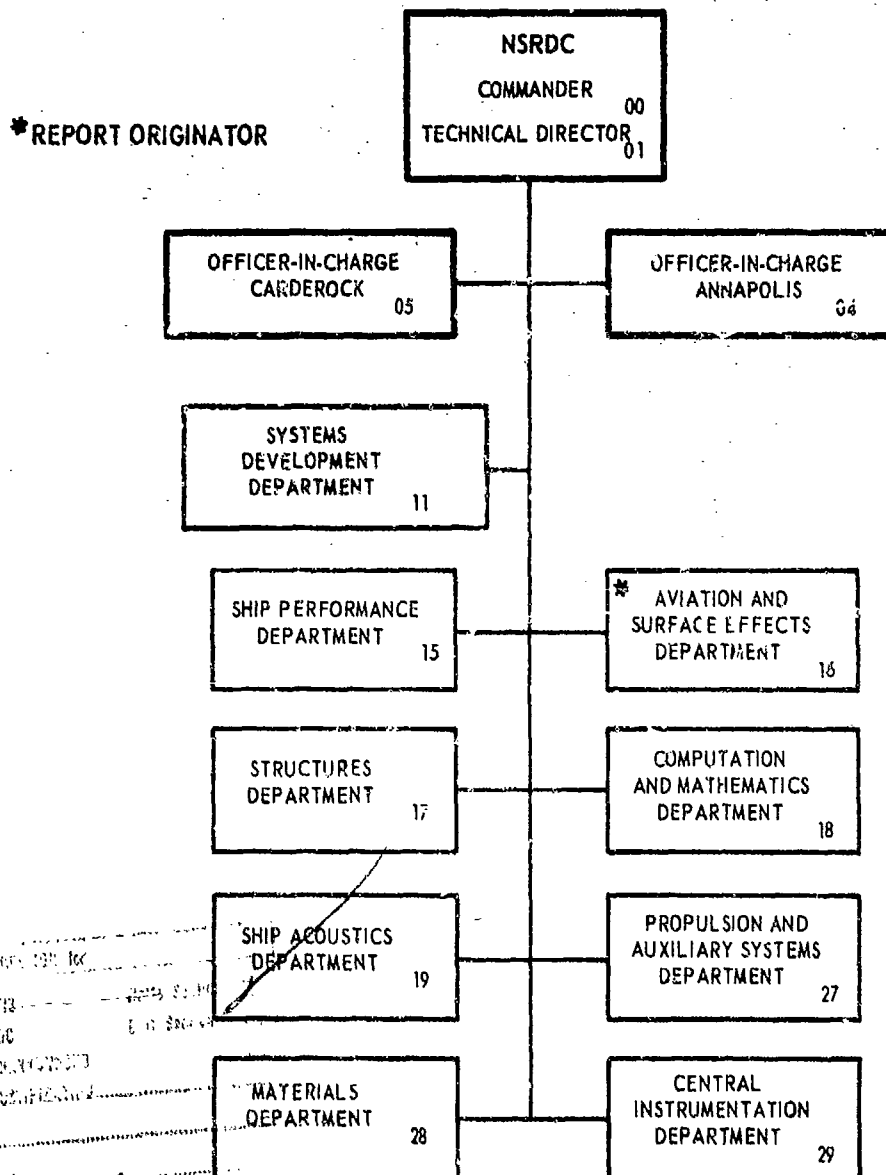 NSRDC
COMMANDER
00
TECHNICAL DIRECTOR
01
*REPORT ORIGINATOR
OFFICER-IN-CHARGE
CARDEROCK
05
OFFICER-IN-CHARGE
ANNAPOLIS
04
SYSTEMS
DEVELOPMENT
DEPARTMENT
11
SHIP PERFORMANCE
DEPARTMENT
15
*
AVIATION AND
SURFACE EFFECTS
DEPARTMENT
16
STRUCTURES
DEPARTMENT
17
COMPUTATION
AND MATHEMATICS
DEPARTMENT
18
SHIP ACOUSTICS
DEPARTMENT
19
PROPULSION AND
AUXILIARY SYSTEMS
DEPARTMENT
27
MATERIALS
DEPARTMENT
28
CENTRAL
INSTRUMENTATION
DEPARTMENT
29